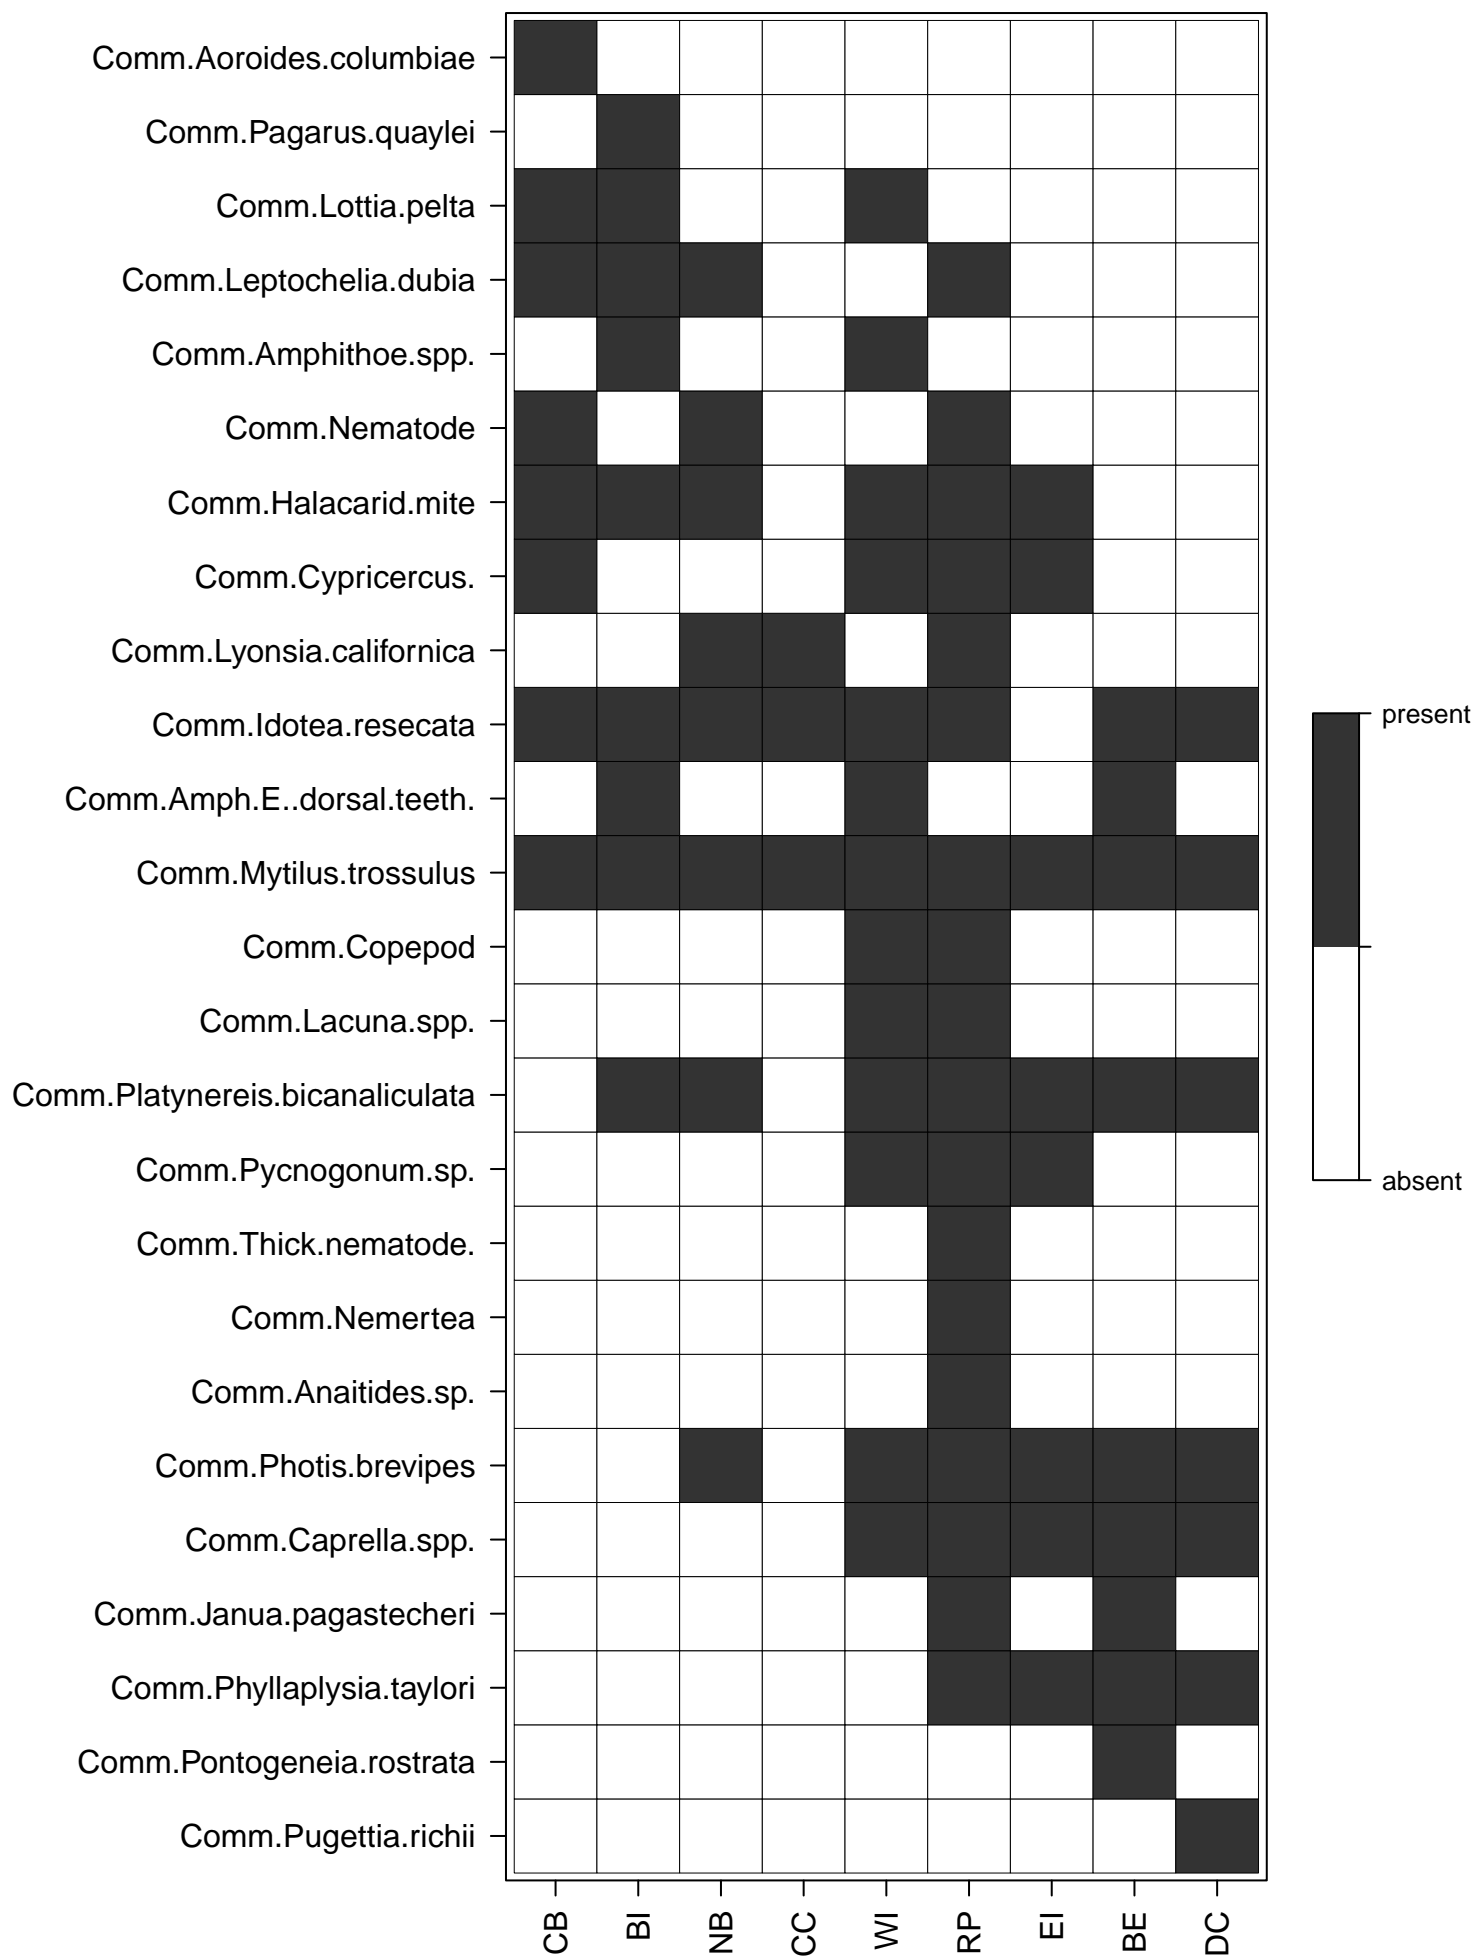 Comm.Aoroides.columbiae
Comm.Pagarus.quaylei
Comm.Lottia.pelta
Comm.Leptochelia.dubia
Comm.Amphithoe.spp.
Comm.Nematode
Comm.Halacarid.mite
Comm.Cypricercus.
Comm.Lyonsia.californica
Comm.Idotea.resecata
Comm.Amph.E..dorsal.teeth.
Comm.Mytilus.trossulus
Comm.Copepod
Comm.Lacuna.spp.
Comm.Platynereis.bicanaliculata
Comm.Pycnogonum.sp.
Comm.Thick.nematode.
Comm.Nemertea
Comm.Anaitides.sp.
Comm.Photis.brevipes
Comm.Caprella.spp.
Comm.Janua.pagastecheri
Comm.Phyllaplysia.taylori
Comm.Pontogeneia.rostrata
Comm.Pugettia.richii
CB BI NB CC WI RP EI BE DC
present
absent